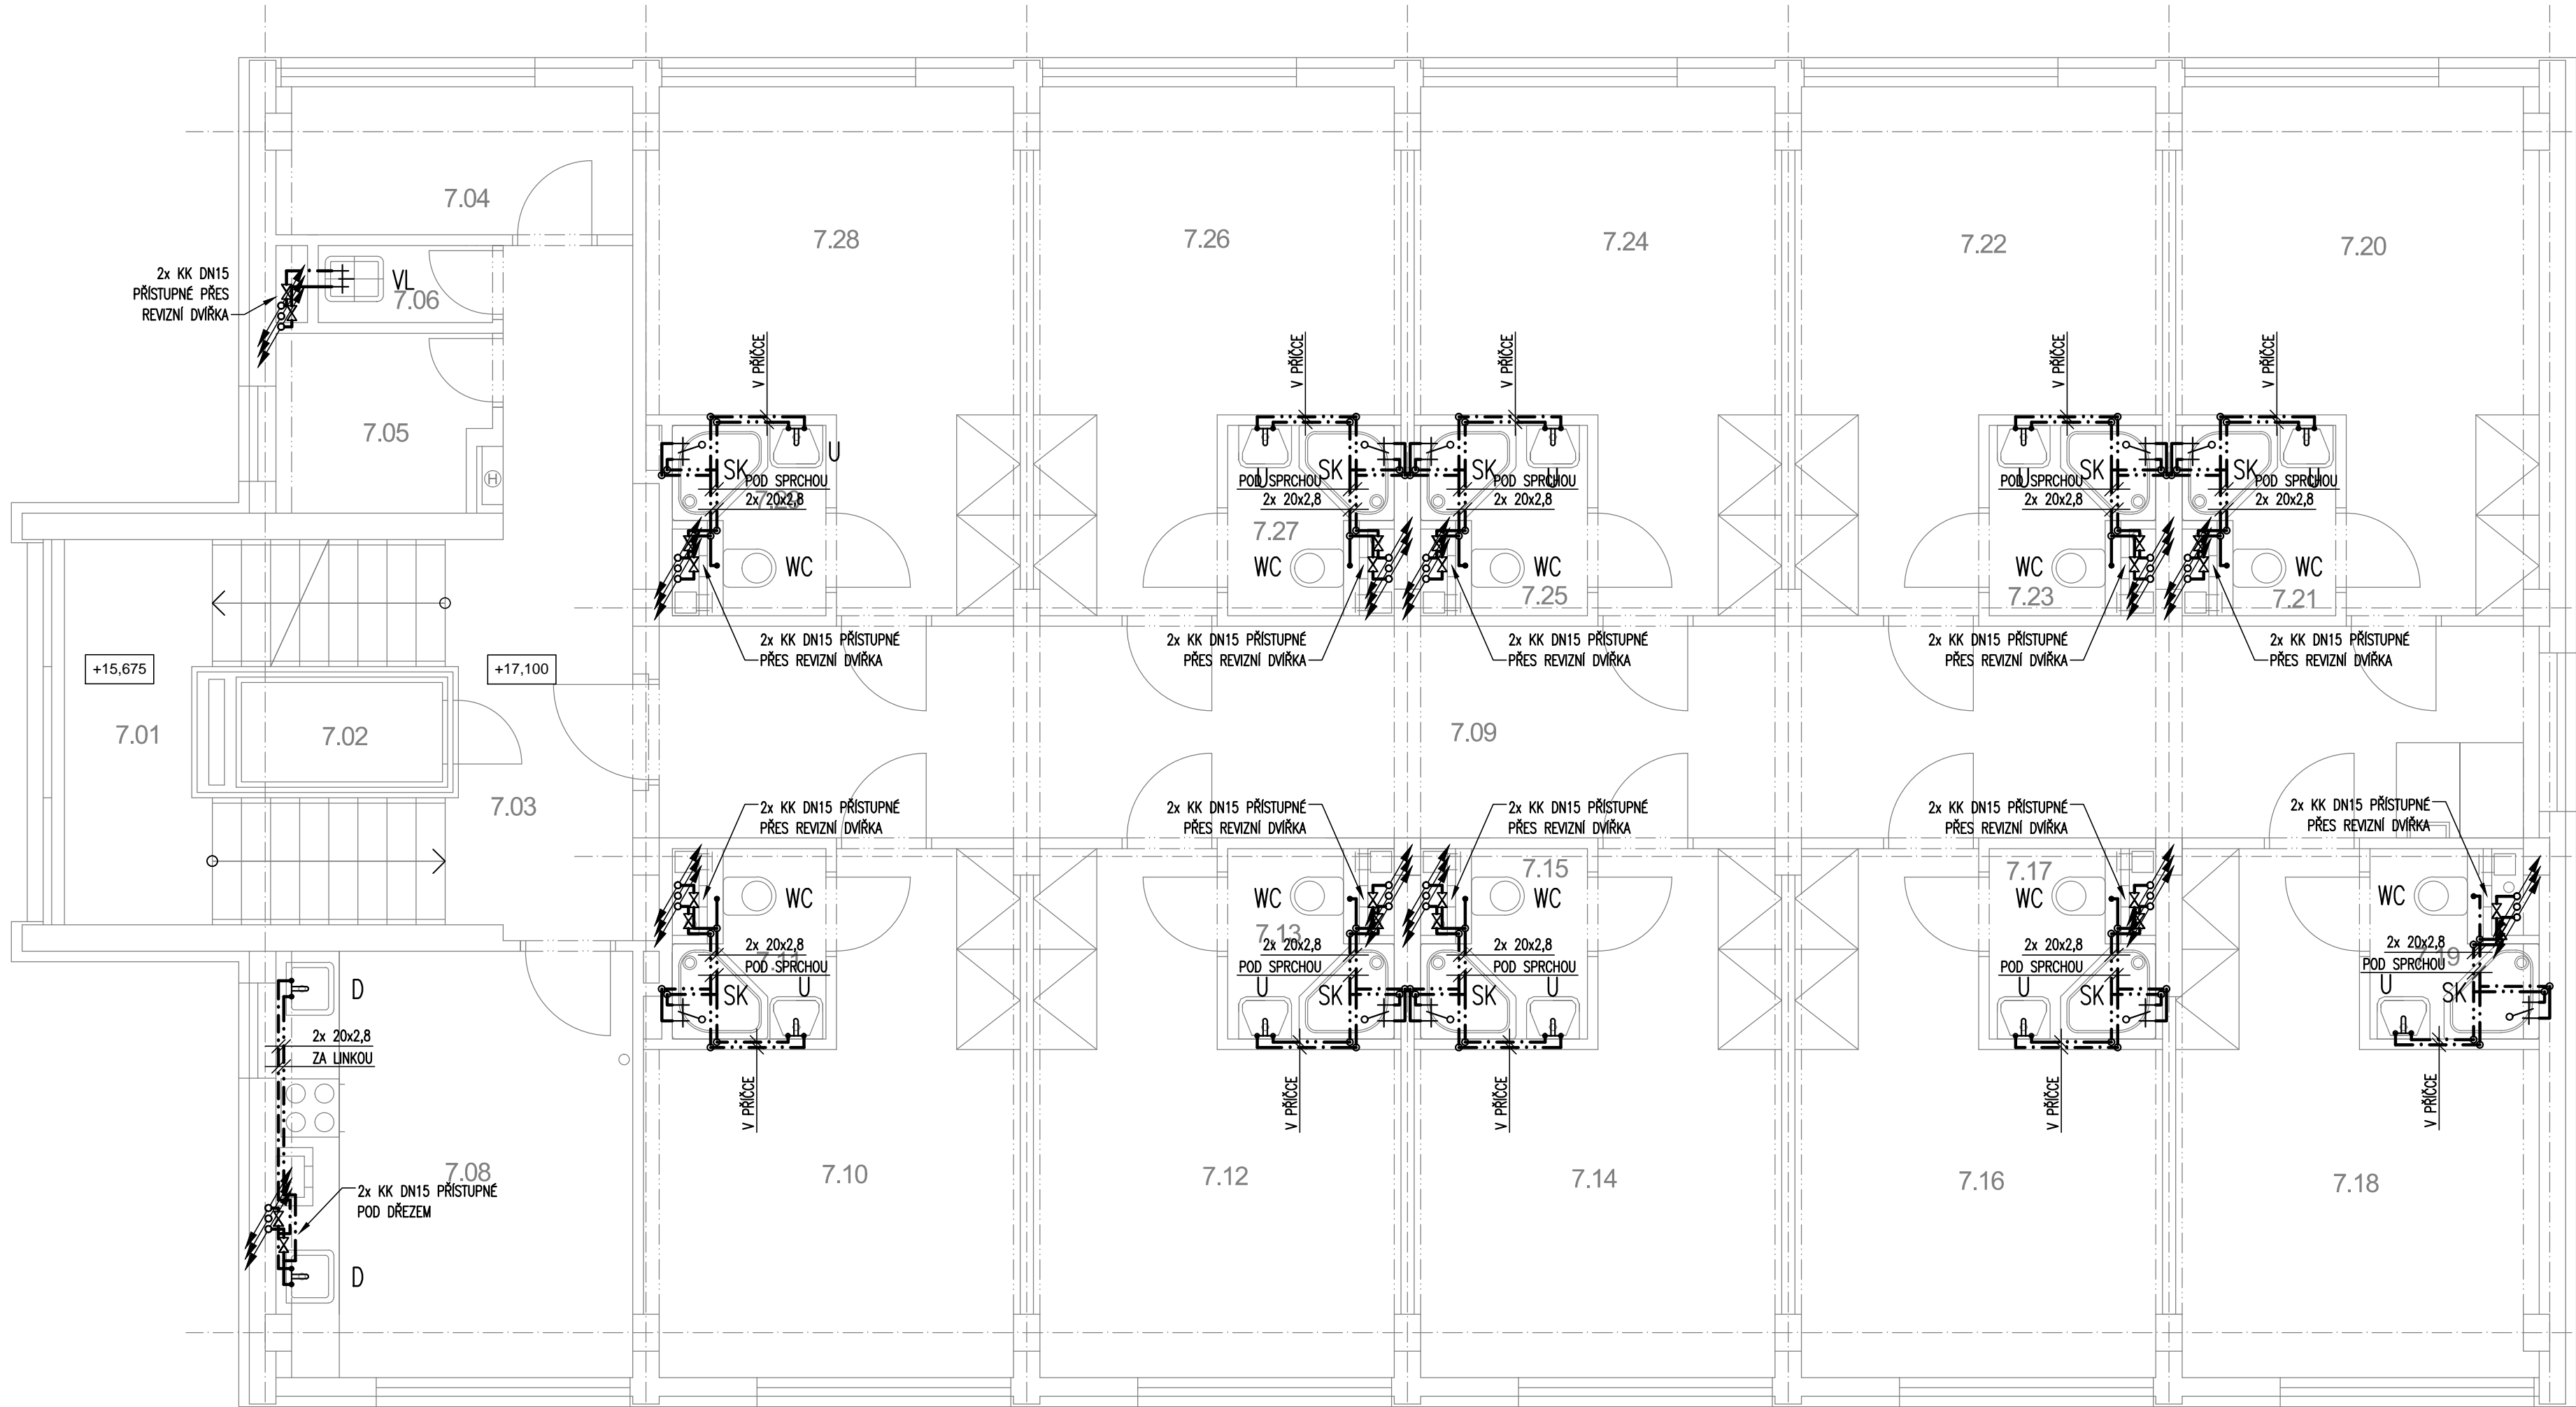 7.04
7.28
7.26
7.24
7.22
7.20
2x KK DN15
PŘÍSTUPNÉ PŘES
REVIZNÍ DVÍŘKA
VL
7.06
7.05
H
V PŘÍČCE
V PŘÍČCE
V PŘÍČCE
V PŘÍČCE
V PŘÍČCE
U
SK
POD SPRCHOU
2x 20x2,8
WC
U
SK
POD SPRCHOU
2x 20x2,8
7.27
WC
SK
U
POD SPRCHOU
2x 20x2,8
WC
7.25
U
SK
POD SPRCHOU
2x 20x2,8
WC
7.23
SK
U
POD SPRCHOU
2x 20x2,8
WC
7.21
2x KK DN15 PŘÍSTUPNÉ
PŘES REVIZNÍ DVÍŘKA
2x KK DN15 PŘÍSTUPNÉ
PŘES REVIZNÍ DVÍŘKA
2x KK DN15 PŘÍSTUPNÉ
PŘES REVIZNÍ DVÍŘKA
2x KK DN15 PŘÍSTUPNÉ
PŘES REVIZNÍ DVÍŘKA
2x KK DN15 PŘÍSTUPNÉ
PŘES REVIZNÍ DVÍŘKA
+15,675
+17,100
7.01
7.02
7.03
7.09
2x KK DN15 PŘÍSTUPNÉ
PŘES REVIZNÍ DVÍŘKA
2x KK DN15 PŘÍSTUPNÉ
PŘES REVIZNÍ DVÍŘKA
2x KK DN15 PŘÍSTUPNÉ
PŘES REVIZNÍ DVÍŘKA
2x KK DN15 PŘÍSTUPNÉ
PŘES REVIZNÍ DVÍŘKA
2x KK DN15 PŘÍSTUPNÉ
PŘES REVIZNÍ DVÍŘKA
WC
2x 20x2,8
7.11
POD SPRCHOU
SK
U
WC
7.13
2x 20x2,8
POD SPRCHOU
U
SK
7.15
WC
2x 20x2,8
POD SPRCHOU
SK
U
7.17
WC
2x 20x2,8
POD SPRCHOU
U
SK
WC
2x 20x2,8
7.19
POD SPRCHOU
U
SK
D
2x 20x2,8
ZA LINKOU
V PŘÍČCE
V PŘÍČCE
V PŘÍČCE
V PŘÍČCE
V PŘÍČCE
7.08
2x KK DN15 PŘÍSTUPNÉ
POD DŘEZEM
D
7.10
7.12
7.14
7.16
7.18